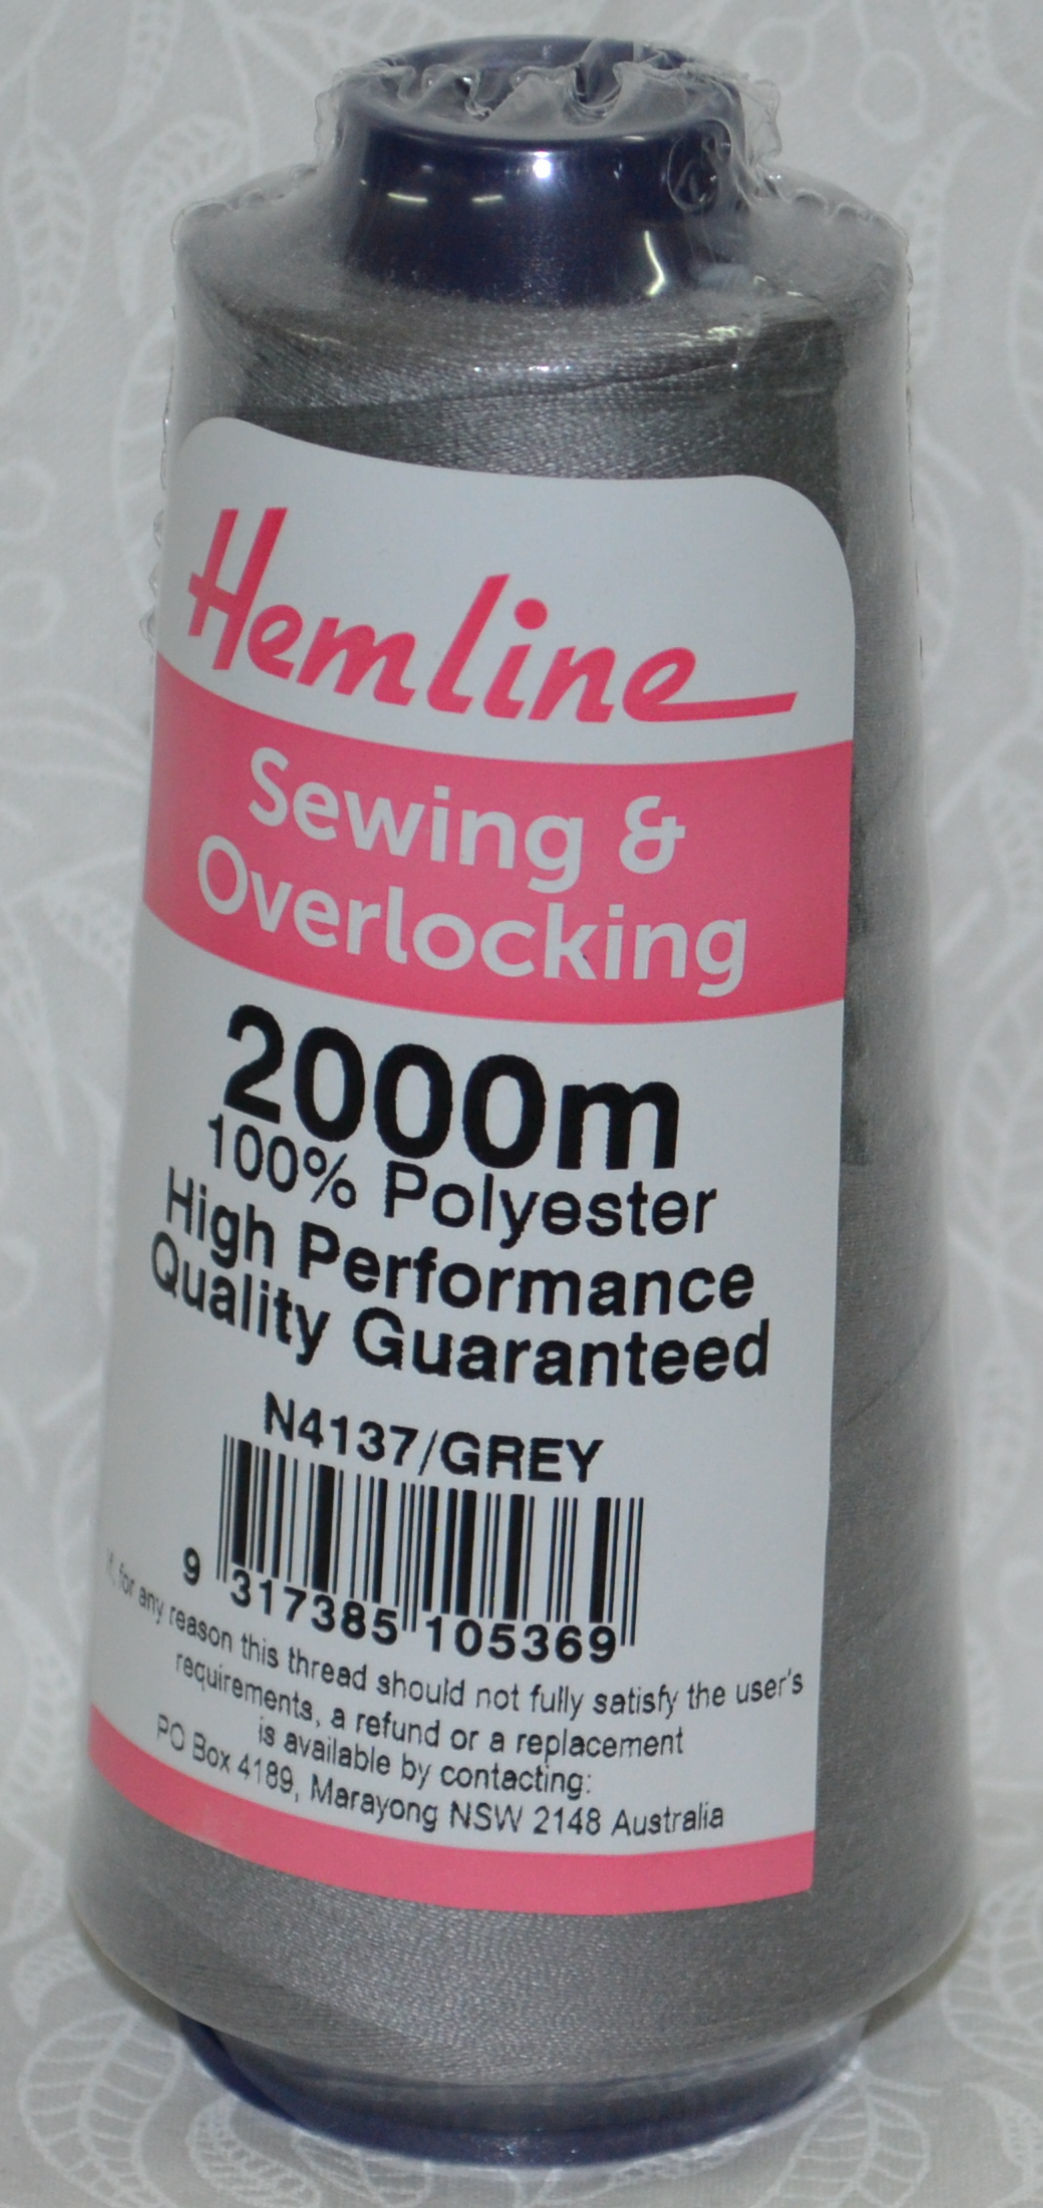 Hemline
Sewing &
Overlocking
2000m
100% Polyester
High Performance
Quality Guaranteed
N4137/GREY
9 317385 105369
If, for any reason this thread should not fully satisfy the user's
requirements, a refund or a replacement
is available by contacting:
PO Box 4189, Marayong NSW 2148 Australia